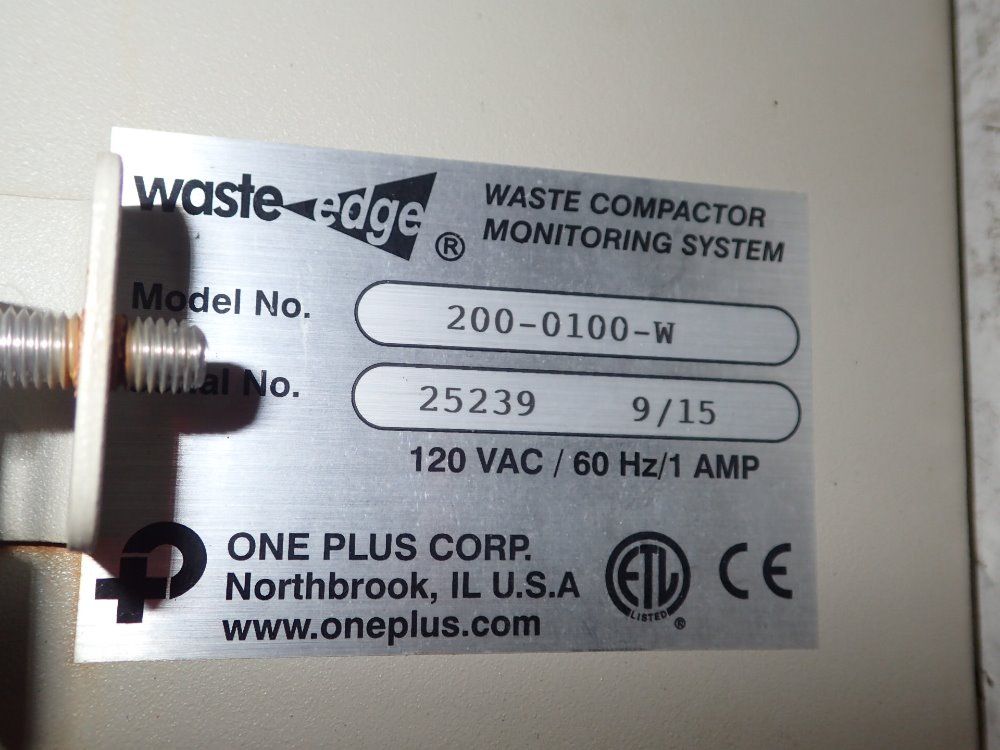 waste edge ®
WASTE COMPACTOR
MONITORING SYSTEM
Model No. 200-0100-W
No. 25239 9/15
120 VAC / 60 Hz/1 AMP
ONE PLUS CORP.
Northbrook, IL U.S.A
www.oneplus.com
ETL
LISTED
®
CE